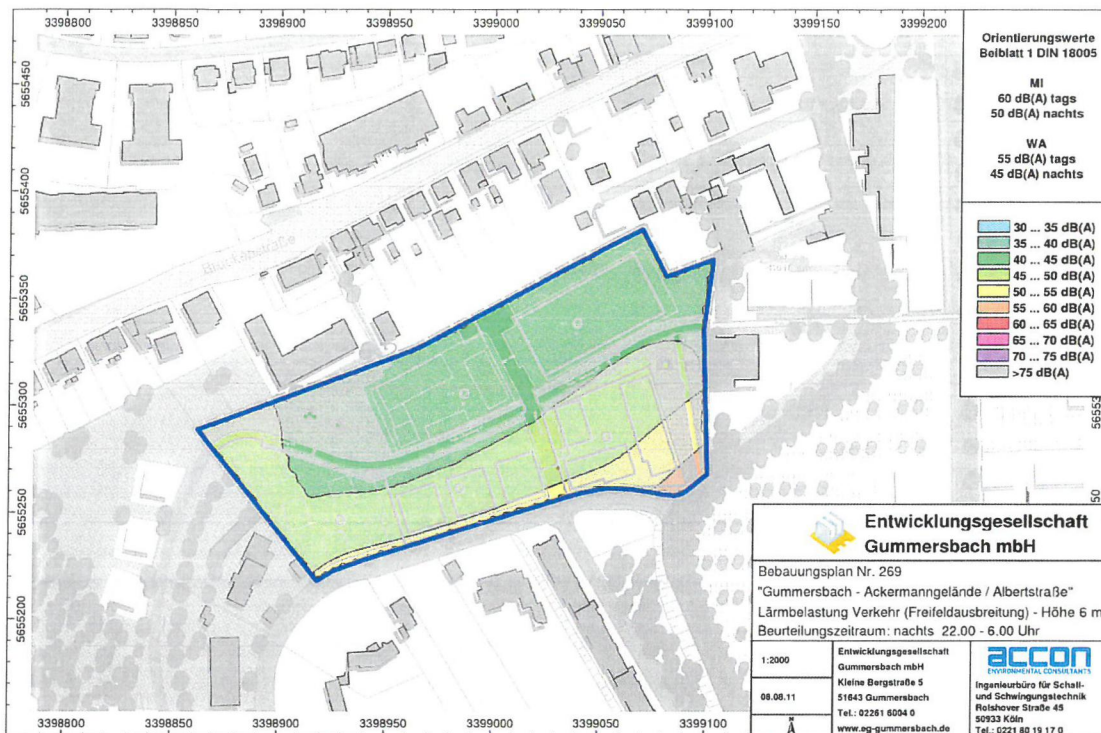 3398800 3398850 3398900 3398950 3399000 3399050 3399100 3399150 3399200
5655450
5655400
5655350
5655300
5655250
5655200
Orientierungswerte
Beiblatt 1 DIN 18005
MI
60 dB(A) tags
50 dB(A) nachts
WA
55 dB(A) tags
45 dB(A) nachts
30 ... 35 dB(A)
35 ... 40 dB(A)
40 ... 45 dB(A)
45 ... 50 dB(A)
50 ... 55 dB(A)
55 ... 60 dB(A)
60 ... 65 dB(A)
65 ... 70 dB(A)
70 ... 75 dB(A)
>75 dB(A)
Entwicklungsgesellschaft
Gummersbach mbH
Bebauungsplan Nr. 269
"Gummersbach - Ackermanngelände / Albertstraße"
Lärmbelastung Verkehr (Freifeldausbreitung) - Höhe 6 m
Beurteilungszeitraum: nachts 22.00 - 6.00 Uhr
1:2000
08.08.11
N
Entwicklungsgesellschaft
Gummersbach mbH
Kleine Bergstraße 5
51643 Gummersbach
Tel.: 02261 6004 0
www.eg-gummersbach.de
accon
ENVIRONMENTAL CONSULTANTS
Ingenieurbüro für Schall-
und Schwingungstechnik
Rolshover Straße 45
50933 Köln
Tel.: 0221 80 19 17 0
3398800 3398850 3398900 3398950 3399000 3399050 3399100